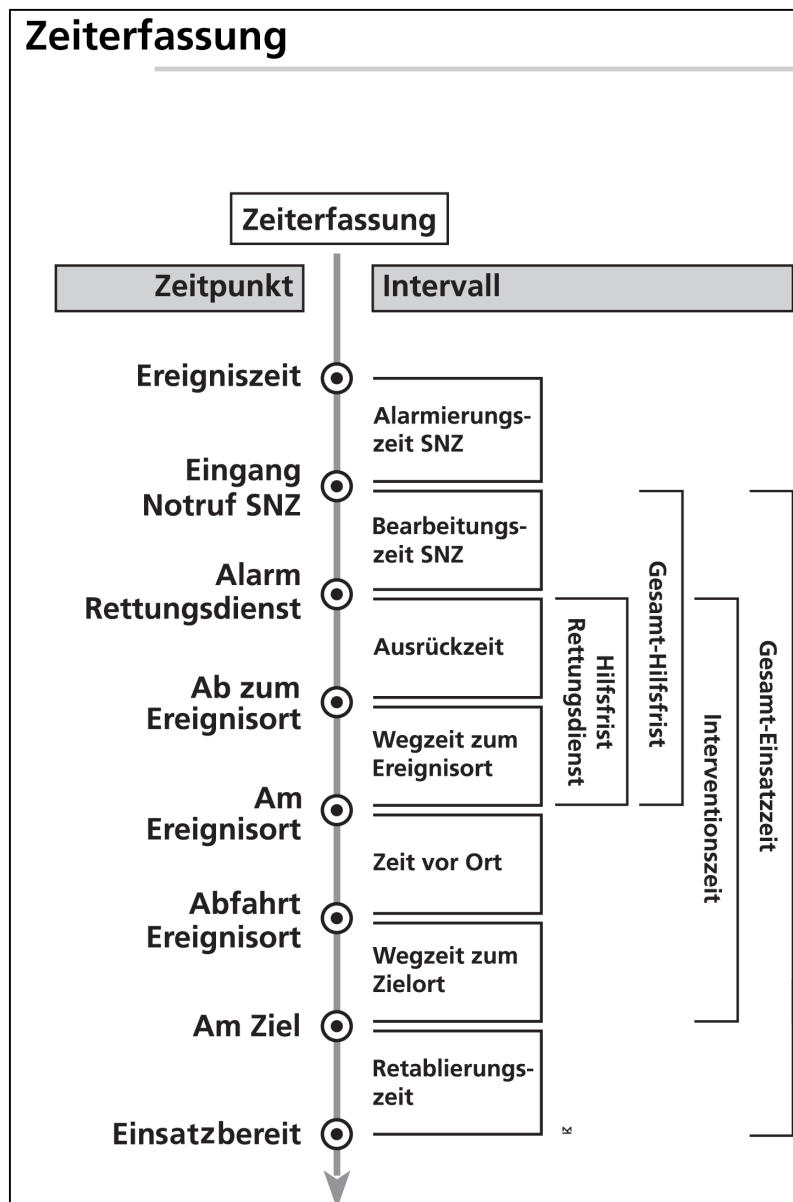 Zeiterfassung
Zeiterfassung
Zeitpunkt
Intervall
Ereigniszeit
Alarmierungs-
zeit SNZ
Eingang
Notruf SNZ
Bearbeitungs-
zeit SNZ
Alarm
Rettungsdienst
Ausrückzeit
Ab zum
Ereignisort
Wegzeit zum
Ereignisort
Am
Ereignisort
Zeit vor Ort
Abfahrt
Ereignisort
Wegzeit zum
Zielort
Am Ziel
Retablierungs-
zeit
Einsatzbereit
Hilfsfrist
Rettungsdienst
Gesamt-Hilfsfrist
Interventionszeit
Gesamt-Einsatzzeit